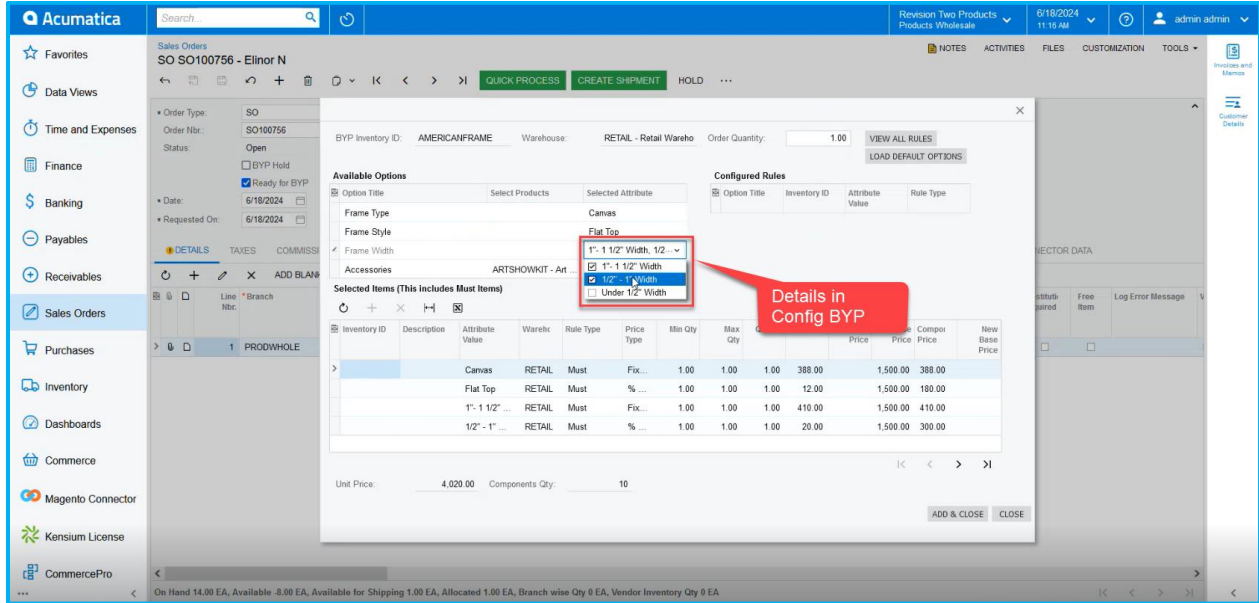 Acumatica
Search...
Revision Two Products
Products Wholesale
6/18/2024
11:16 AM
admin admin
Favorites
Data Views
Time and Expenses
Finance
Banking
Payables
Receivables
Sales Orders
Purchases
Inventory
Dashboards
Commerce
Magento Connector
Kensium License
CommercePro
Sales Orders
SO SO100756 - Elinor N
NOTES ACTIVITIES FILES CUSTOMIZATION TOOLS
QUICK PROCESS CREATE SHIPMENT HOLD ...
Invoices and
Memos
Customer
Details
* Order Type: SO
Order Nbr.: SO100756
Status: Open
BYP Hold
Ready for BYP
* Date: 6/18/2024
* Requested On: 6/18/2024
DETAILS TAXES COMMISSI
NECTOR DATA
ADD BLANK
Line
Nbr.
*Branch
Free
Item
Log Error Message
1 PRODWHOLE
BYP Inventory ID: AMERICANFRAME Warehouse: RETAIL - Retail Wareho Order Quantity: 1.00
VIEW ALL RULES
LOAD DEFAULT OPTIONS
Available Options
Option Title Select Products Selected Attribute
Frame Type Canvas
Frame Style Flat Top
Frame Width 1"- 1 1/2" Width, 1/2...
Accessories ARTSHOWKIT - Art ...
1"- 1 1/2" Width
1/2" - 1" Width
Under 1/2" Width
Configured Rules
Option Title Inventory ID Attribute Value Rule Type
Details in
Config BYP
Selected Items (This includes Must Items)
Inventory ID Description Attribute Value Warehc Rule Type Price Type Min Qty Max Qty Price Price Compoi Price New Base Price
Canvas RETAIL Must Fix... 1.00 1.00 1.00 388.00 1,500.00 388.00
Flat Top RETAIL Must % ... 1.00 1.00 1.00 12.00 1,500.00 180.00
1"- 1 1/2" ... RETAIL Must Fix... 1.00 1.00 1.00 410.00 1,500.00 410.00
1/2" - 1" ... RETAIL Must % ... 1.00 1.00 1.00 20.00 1,500.00 300.00
Unit Price: 4,020.00 Components Qty: 10
ADD & CLOSE CLOSE
On Hand 14.00 EA, Available -8.00 EA, Available for Shipping 1.00 EA, Allocated 1.00 EA, Branch wise Qty 0 EA, Vendor Inventory Qty 0 EA